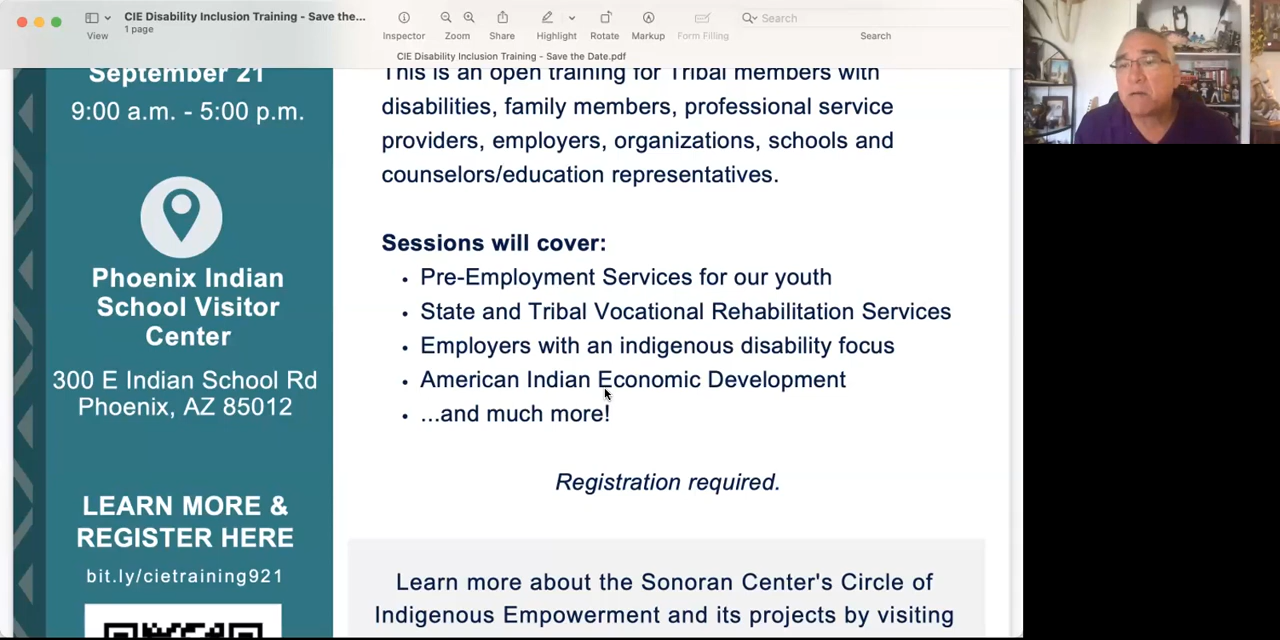 CIE Disability Inclusion Training - Save the...
1 page
View
Inspector
Zoom
Share
Highlight
Rotate
Markup
Form Filling
Search
Search
CIE Disability Inclusion Training - Save the Date.pdf
September 21
9:00 a.m. - 5:00 p.m.
Phoenix Indian
School Visitor
Center
300 E Indian School Rd
Phoenix, AZ 85012
LEARN MORE &
REGISTER HERE
bit.ly/cietraining921
This is an open training for Tribal members with
disabilities, family members, professional service
providers, employers, organizations, schools and
counselors/education representatives.
Sessions will cover:
• Pre-Employment Services for our youth
• State and Tribal Vocational Rehabilitation Services
• Employers with an indigenous disability focus
• American Indian Economic Development
• ...and much more!
Registration required.
Learn more about the Sonoran Center's Circle of
Indigenous Empowerment and its projects by visiting